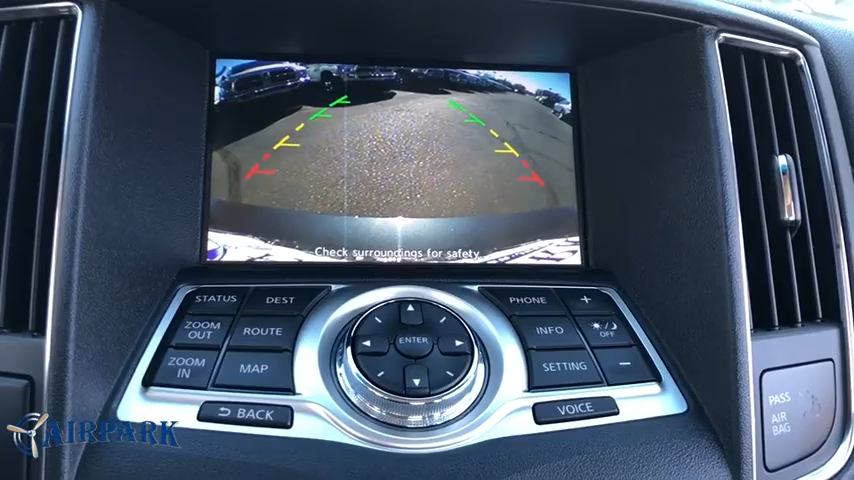 Check surroundings for safety
STATUS
DEST
PHONE
+
ZOOM
OUT
ROUTE
ENTER
INFO
OFF
ZOOM
IN
MAP
SETTING
−
BACK
VOICE
PASS
AIR
BAG
AIRPARK